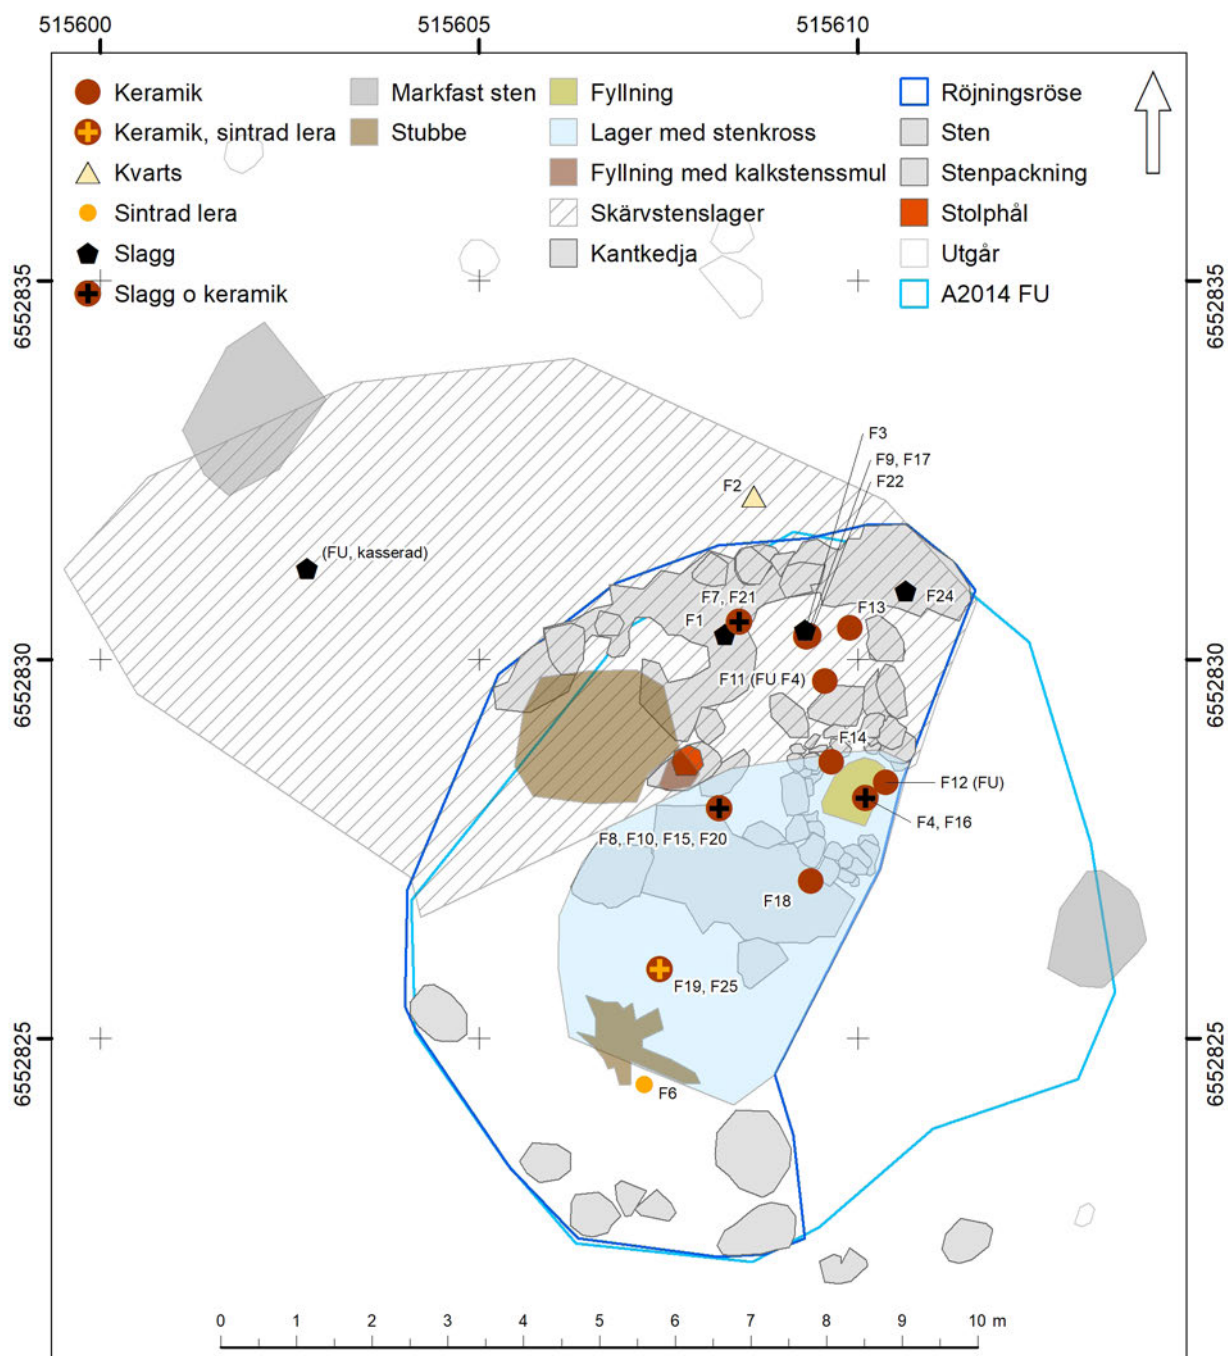 515600 515605 515610
Keramik
Keramik, sintrad lera
Kvarts
Sintrad lera
Slagg
Slagg o keramik
Markfast sten
Stubbe
Fyllning
Lager med stenkross
Fyllning med kalkstenssmul
Skärvstenslager
Kantkedja
Röjningsröse
Sten
Stenpackning
Stolphål
Utgår
A2014 FU
6552835 6552835
F3
F9, F17
F22
F2
(FU, kasserad)
F7, F21
F24
F1
F13
6552830 6552830
F11 (FU F4)
F14
F12 (FU)
F4, F16
F8, F10, F15, F20
F18
F19, F25
6552825 6552825
F6
0 1 2 3 4 5 6 7 8 9 10 m